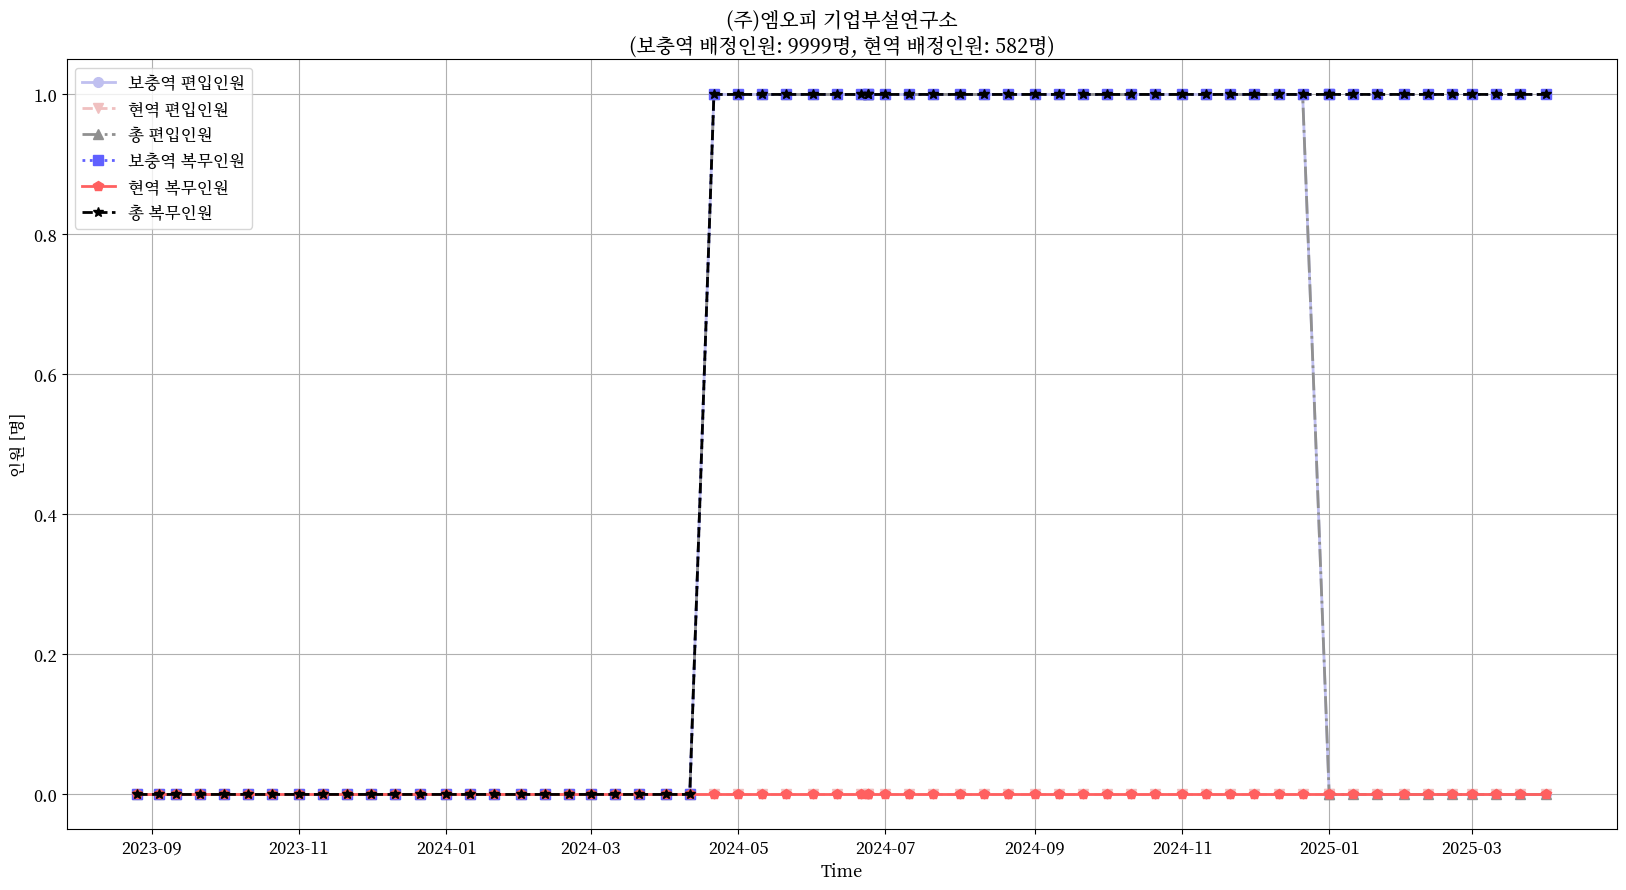 (주)엠오피 기업부설연구소
(보충역 배정인원: 9999명, 현역 배정인원: 582명)
보충역 편입인원
현역 편입인원
총 편입인원
보충역 복무인원
현역 복무인원
총 복무인원
인원 [명]
1.0
0.8
0.6
0.4
0.2
0.0
2023-09 2023-11 2024-01 2024-03 2024-05 2024-07 2024-09 2024-11 2025-01 2025-03
Time